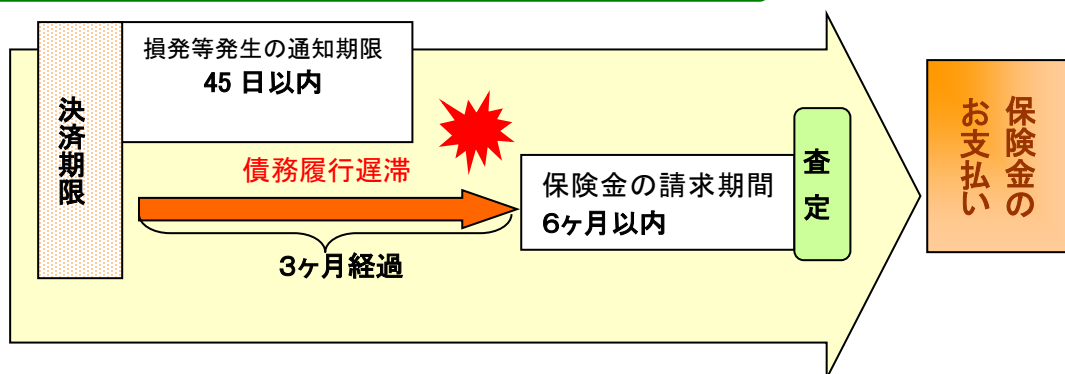 決済期限
損発等発生の通知期限
45 日以内
債務履行遅滞
3ヶ月経過
保険金の請求期間
6ヶ月以内
査定
保険金の
お支払い